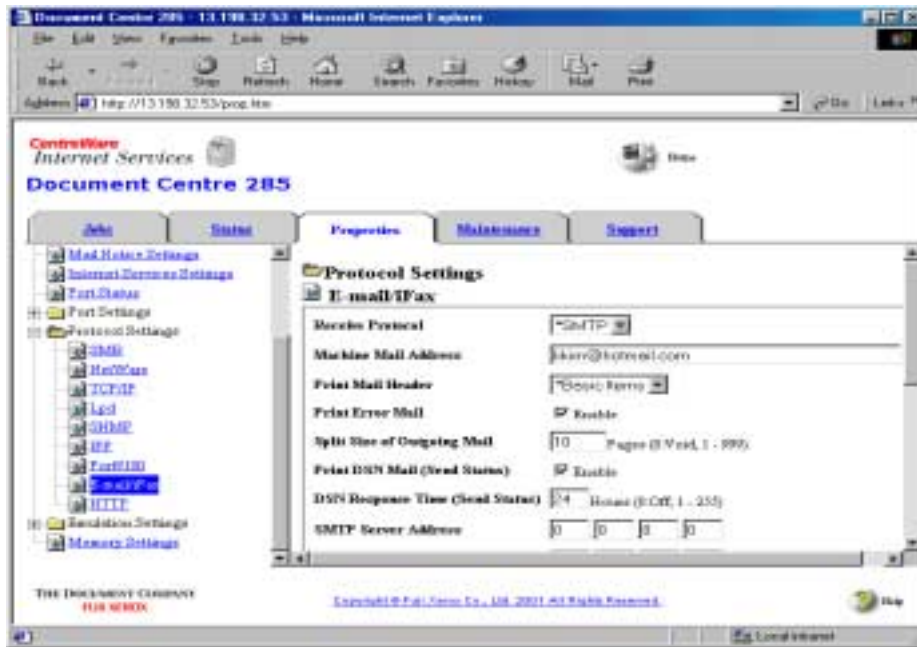 Document Centre 285 - 13.198.32.53 - Microsoft Internet Explorer
File Edit View Favorites Tools Help
Back Stop Refresh Home Search Favorites History Mail Print
Address http://13.198.32.53/prop.htm Go Links
CentreWare
Internet Services
Home
Document Centre 285
Jobs Status Properties Maintenance Support
Mail Notice Settings
Internet Services Settings
Port Status
Port Settings
Protocol Settings
SMB
NetWare
TCP/IP
Lpd
SNMP
IPP
Port9100
E-mail/iFax
HTTP
Emulation Settings
Memory Settings
Protocol Settings
E-mail/iFax
Receive Protocol *SMTP
Machine Mail Address @hotmail.com
Print Mail Header *Basic Items
Print Error Mail Enable
Split Size of Outgoing Mail 10 Pages (0:Void, 1 - 999)
Print DSN Mail (Send Status) Enable
DSN Response Time (Send Status) 24 Hours (0:Off, 1 - 255)
SMTP Server Address 0 0 0 0
THE DOCUMENT COMPANY
FUJI XEROX
Copyright © Fuji Xerox Co., Ltd. 2001 All Rights Reserved.
Help
Local intranet